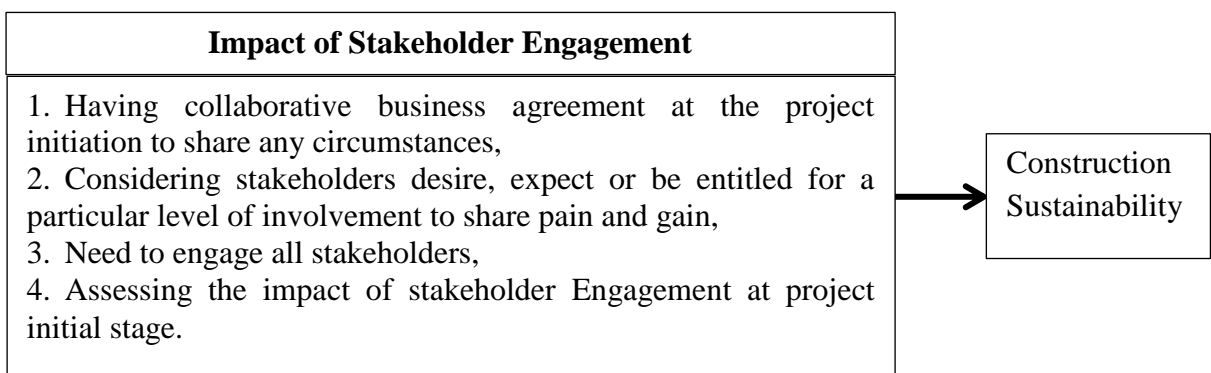 Impact of Stakeholder Engagement
1. Having collaborative business agreement at the project
initiation to share any circumstances,
2. Considering stakeholders desire, expect or be entitled for a
particular level of involvement to share pain and gain,
3. Need to engage all stakeholders,
4. Assessing the impact of stakeholder Engagement at project
initial stage.
Construction
Sustainability